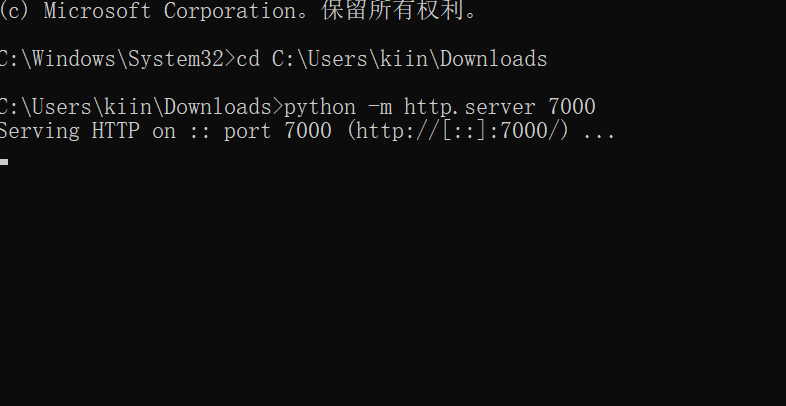 (c) Microsoft Corporation。保留所有权利。
C:\Windows\System32>cd C:\Users\kiin\Downloads
C:\Users\kiin\Downloads>python -m http.server 7000
Serving HTTP on :: port 7000 (http://[::]:7000/) ...